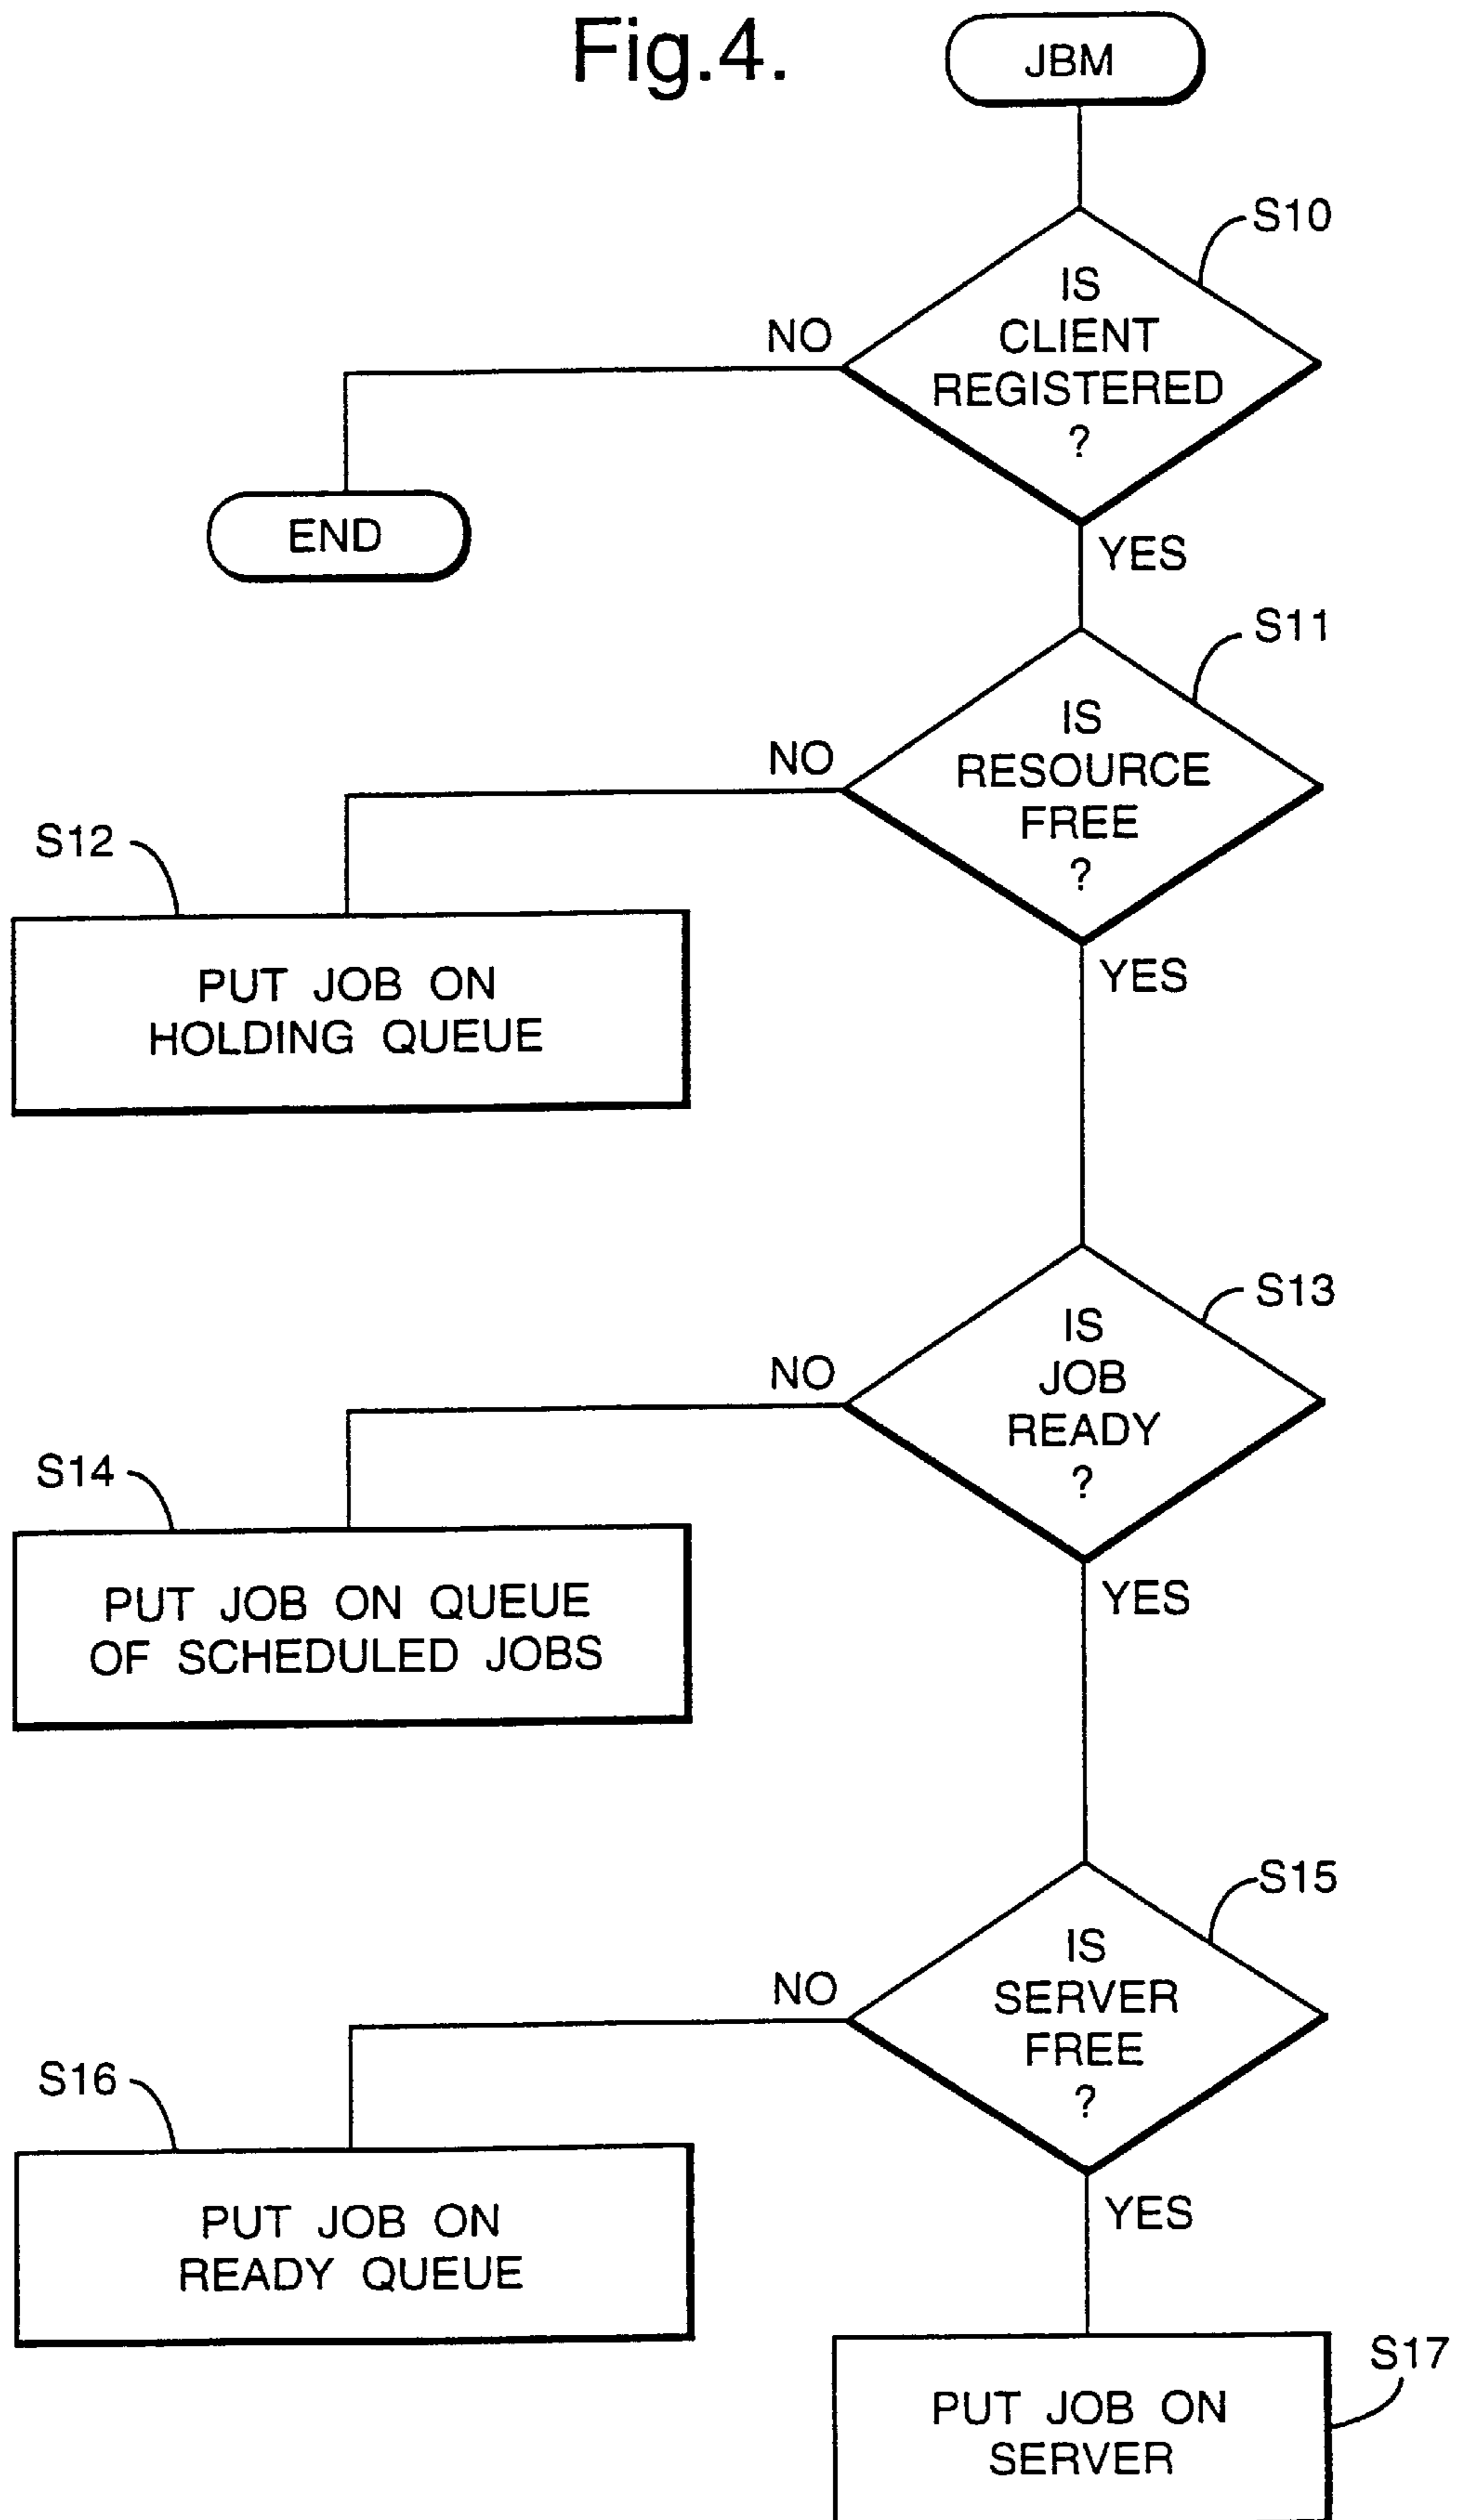 Fig.4.
JBM
S10
IS
CLIENT
REGISTERED
?
NO
END
YES
S11
IS
RESOURCE
FREE
?
NO
S12
PUT JOB ON
HOLDING QUEUE
YES
S13
IS
JOB
READY
?
NO
S14
PUT JOB ON QUEUE
OF SCHEDULED JOBS
YES
S15
IS
SERVER
FREE
?
NO
S16
PUT JOB ON
READY QUEUE
YES
S17
PUT JOB ON
SERVER